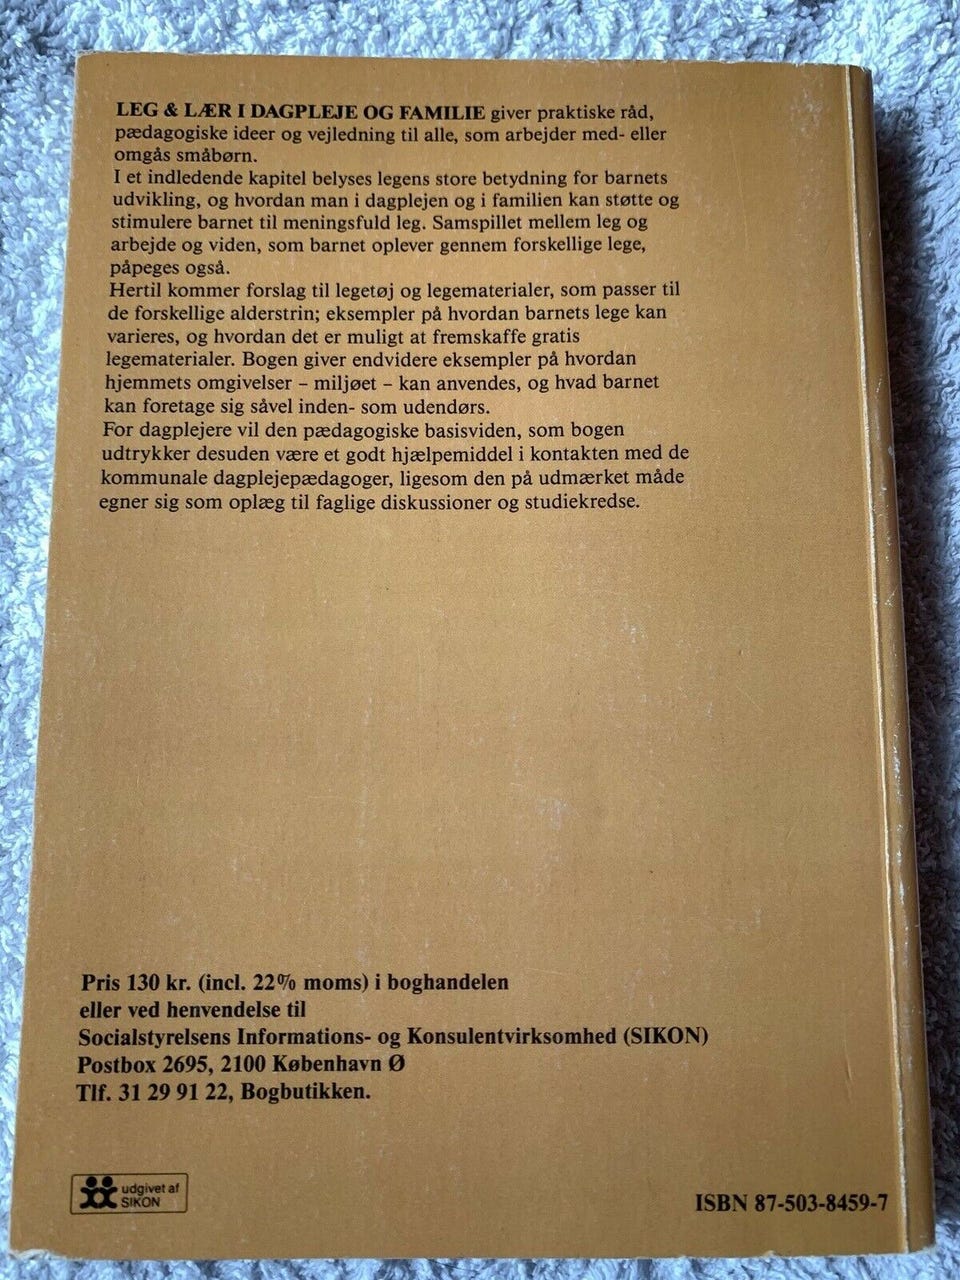 LEG & LÆR I DAGPLEJE OG FAMILIE giver praktiske råd,
pædagogiske ideer og vejledning til alle, som arbejder med- eller
omgås småbørn.
I et indledende kapitel belyses legens store betydning for barnets
udvikling, og hvordan man i dagplejen og i familien kan støtte og
stimulere barnet til meningsfuld leg. Samspillet mellem leg og
arbejde og viden, som barnet oplever gennem forskellige lege,
påpeges også.
Hertil kommer forslag til legetøj og legematerialer, som passer til
de forskellige alderstrin; eksempler på hvordan barnets lege kan
varieres, og hvordan det er muligt at fremskaffe gratis
legematerialer. Bogen giver endvidere eksempler på hvordan
hjemmets omgivelser – miljøet – kan anvendes, og hvad barnet
kan foretage sig såvel inden- som udendørs.
For dagplejere vil den pædagogiske basisviden, som bogen
udtrykker desuden være et godt hjælpemiddel i kontakten med de
kommunale dagplejepædagoger, ligesom den på udmærket måde
egner sig som oplæg til faglige diskussioner og studiekredse.
Pris 130 kr. (incl. 22% moms) i boghandelen
eller ved henvendelse til
Socialstyrelsens Informations- og Konsulentvirksomhed (SIKON)
Postbox 2695, 2100 København Ø
Tlf. 31 29 91 22, Bogbutikken.
udgivet af
SIKON
ISBN 87-503-8459-7